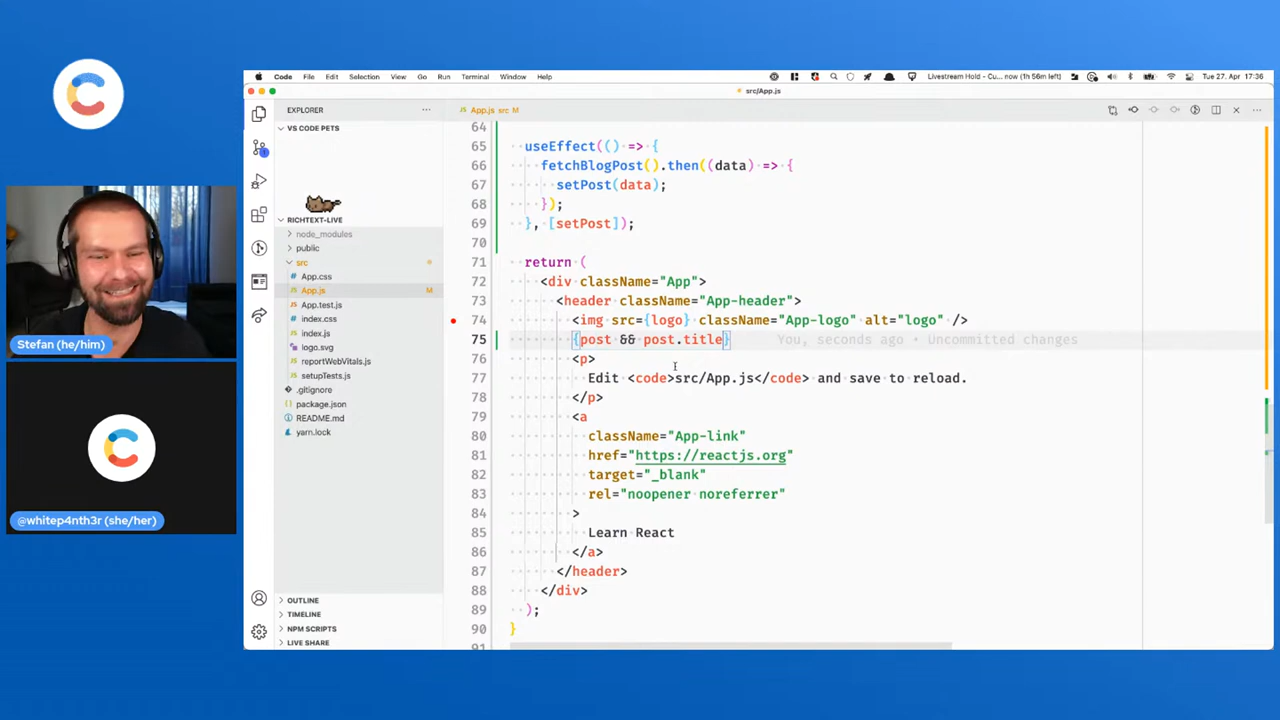 Code File Edit Selection View Go Run Terminal Window Help
Livestream Hold - Cu... now (1h 56m left)
Tue 27. Apr 17:36
src/App.js
EXPLORER
VS CODE PETS
RICHTEXT-LIVE
node_modules
public
src
App.css
App.js M
App.test.js
index.css
index.js
logo.svg
reportWebVitals.js
setupTests.js
.gitignore
package.json
README.md
yarn.lock
OUTLINE
TIMELINE
NPM SCRIPTS
LIVE SHARE
App.js src M
64
65 useEffect(() => {
66 fetchBlogPost().then((data) => {
67 setPost(data);
68 });
69 }, [setPost]);
70
71 return (
72 <div className="App">
73 <header className="App-header">
74 <img src={logo} className="App-logo" alt="logo" />
75 {post && post.title} You, seconds ago • Uncommitted changes
76 <p>
77 Edit <code>src/App.js</code> and save to reload.
78 </p>
79 <a
80 className="App-link"
81 href="https://reactjs.org"
82 target="_blank"
83 rel="noopener noreferrer"
84 >
85 Learn React
86 </a>
87 </header>
88 </div>
89 );
90 }
91
Stefan (he/him)
@whitep4nth3r (she/her)